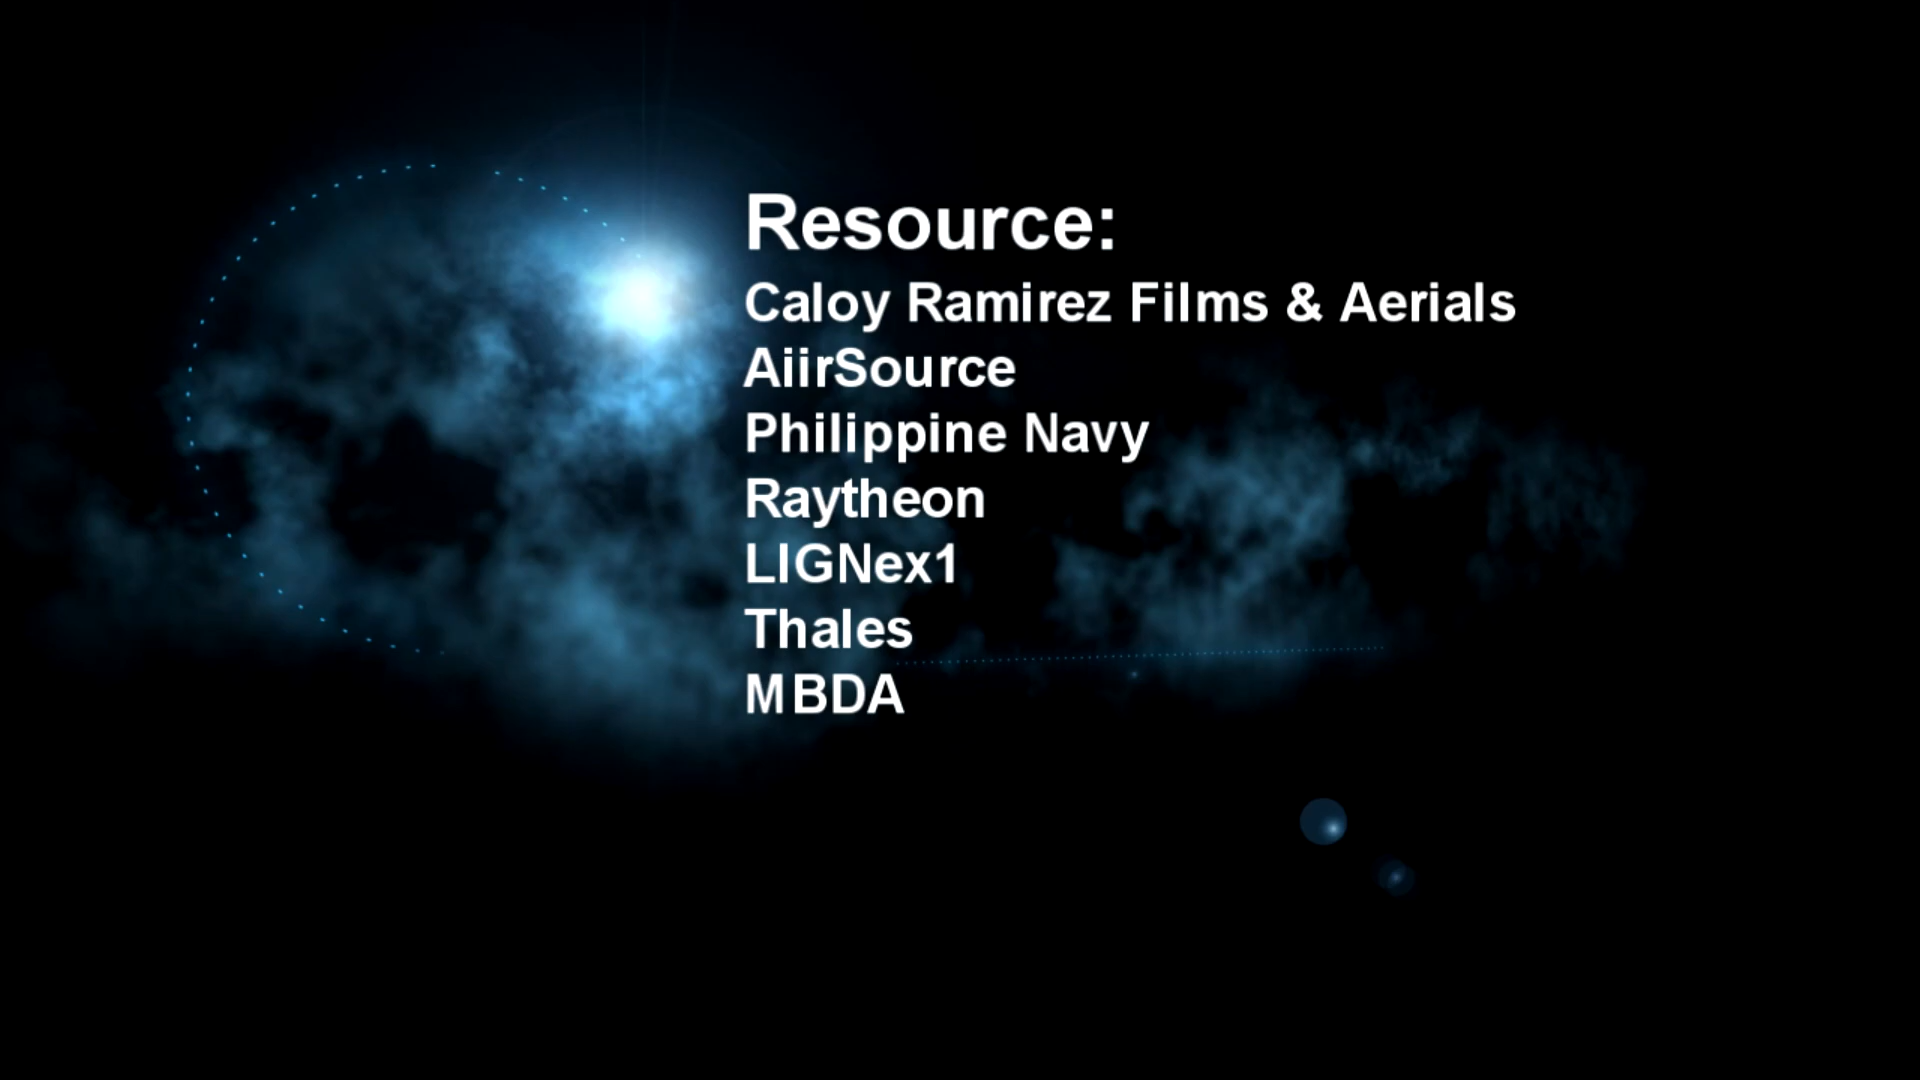 Resource:
Caloy Ramirez Films & Aerials
AiirSource
Philippine Navy
Raytheon
LIGNex1
Thales
MBDA